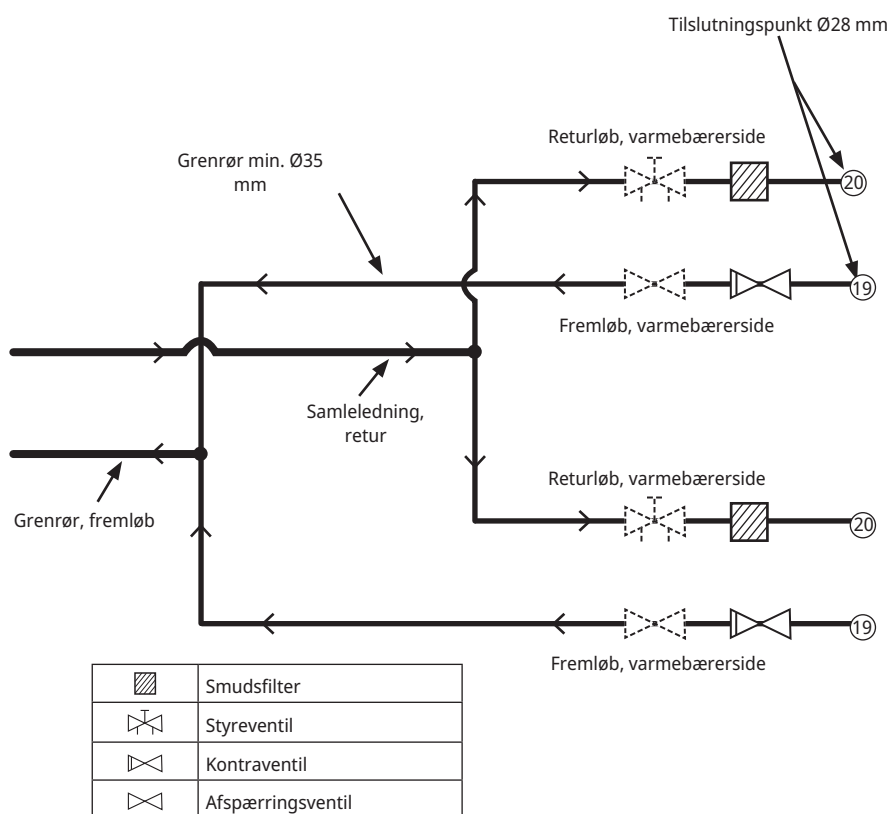 Tilslutningspunkt Ø28 mm
Returløb, varmebærerside
Grenrør min. Ø35
mm
20
19
Fremløb, varmebærerside
Samleledning,
retur
Returløb, varmebærerside
Grenrør, fremløb
20
19
Fremløb, varmebærerside
Smudsfilter
Styreventil
Kontraventil
Afspærringsventil